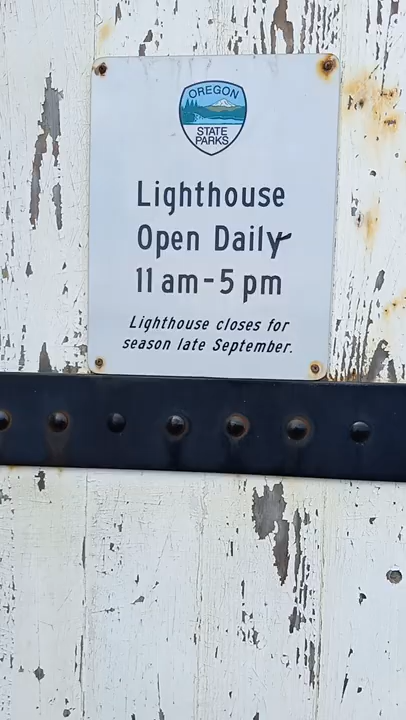 OREGON
STATE
PARKS
Lighthouse
Open Daily
11 am - 5 pm
Lighthouse closes for
season late September.